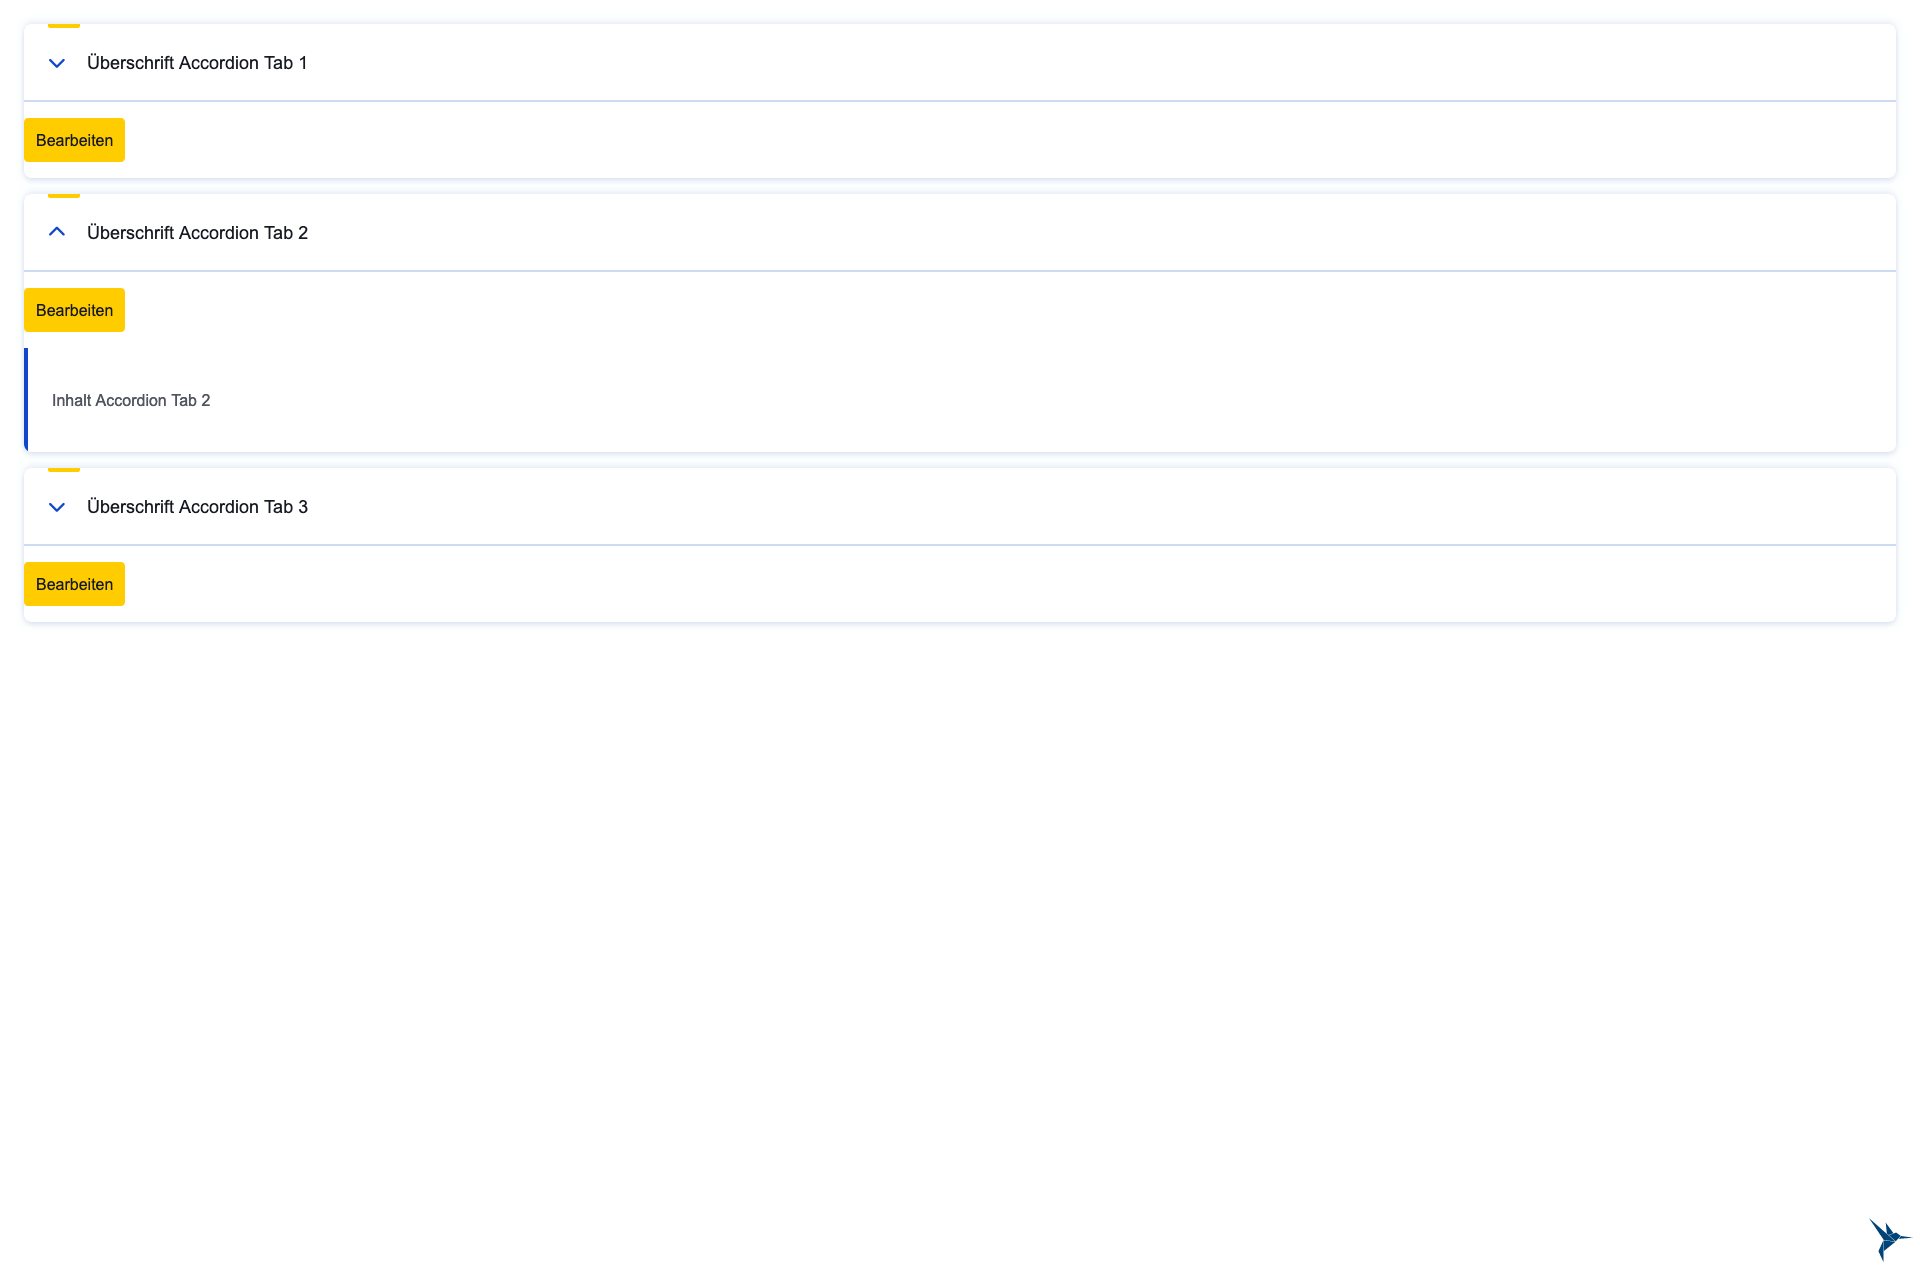 Überschrift Accordion Tab 1
Bearbeiten
Überschrift Accordion Tab 2
Bearbeiten
Inhalt Accordion Tab 2
Überschrift Accordion Tab 3
Bearbeiten